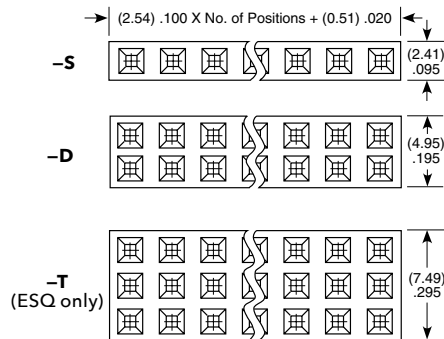 (2.54) .100 X No. of Positions + (0.51) .020
–S
(2.41)
.095
–D
(4.95)
.195
–T
(ESQ only)
(7.49)
.295